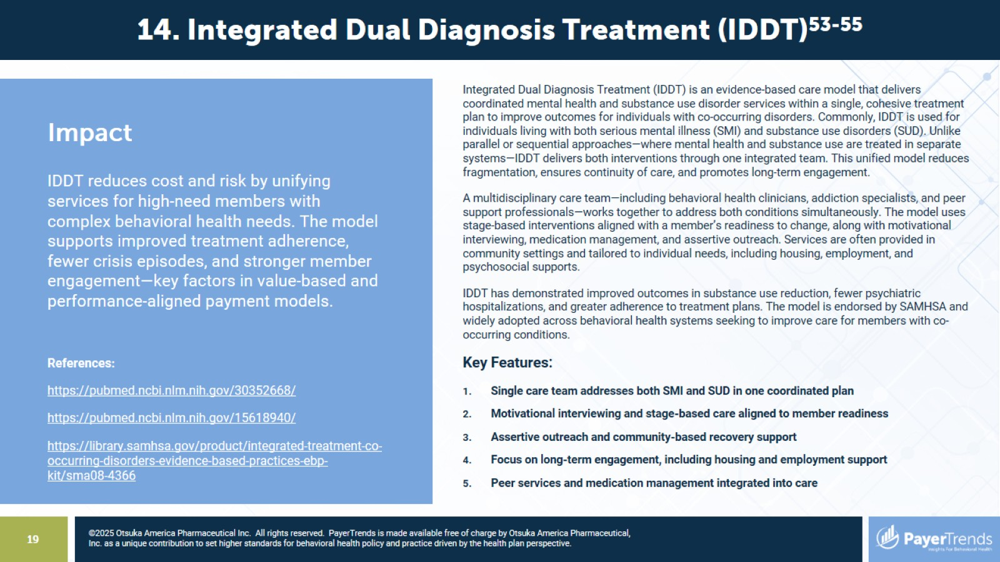 14. Integrated Dual Diagnosis Treatment (IDDT)53-55
Impact
IDDT reduces cost and risk by unifying
services for high-need members with
complex behavioral health needs. The model
supports improved treatment adherence,
fewer crisis episodes, and stronger member
engagement—key factors in value-based and
performance-aligned payment models.
References:
https://pubmed.ncbi.nlm.nih.gov/30352668/
https://pubmed.ncbi.nlm.nih.gov/15618940/
https://library.samhsa.gov/product/integrated-treatment-co-
occurring-disorders-evidence-based-practices-ebp-
kit/sma08-4366
Integrated Dual Diagnosis Treatment (IDDT) is an evidence-based care model that delivers
coordinated mental health and substance use disorder services within a single, cohesive treatment
plan to improve outcomes for individuals with co-occurring disorders. Commonly, IDDT is used for
individuals living with both serious mental illness (SMI) and substance use disorders (SUD). Unlike
parallel or sequential approaches—where mental health and substance use are treated in separate
systems—IDDT delivers both interventions through one integrated team. This unified model reduces
fragmentation, ensures continuity of care, and promotes long-term engagement.
A multidisciplinary care team—including behavioral health clinicians, addiction specialists, and peer
support professionals—works together to address both conditions simultaneously. The model uses
stage-based interventions aligned with a member's readiness to change, along with motivational
interviewing, medication management, and assertive outreach. Services are often provided in
community settings and tailored to individual needs, including housing, employment, and
psychosocial supports.
IDDT has demonstrated improved outcomes in substance use reduction, fewer psychiatric
hospitalizations, and greater adherence to treatment plans. The model is endorsed by SAMHSA and
widely adopted across behavioral health systems seeking to improve care for members with co-
occurring conditions.
Key Features:
1. Single care team addresses both SMI and SUD in one coordinated plan
2. Motivational interviewing and stage-based care aligned to member readiness
3. Assertive outreach and community-based recovery support
4. Focus on long-term engagement, including housing and employment support
5. Peer services and medication management integrated into care
19
©2025 Otsuka America Pharmaceutical Inc. All rights reserved. PayerTrends is made available free of charge by Otsuka America Pharmaceutical,
Inc. as a unique contribution to set higher standards for behavioral health policy and practice driven by the health plan perspective.
PayerTrends
Insights For Behavioral Health